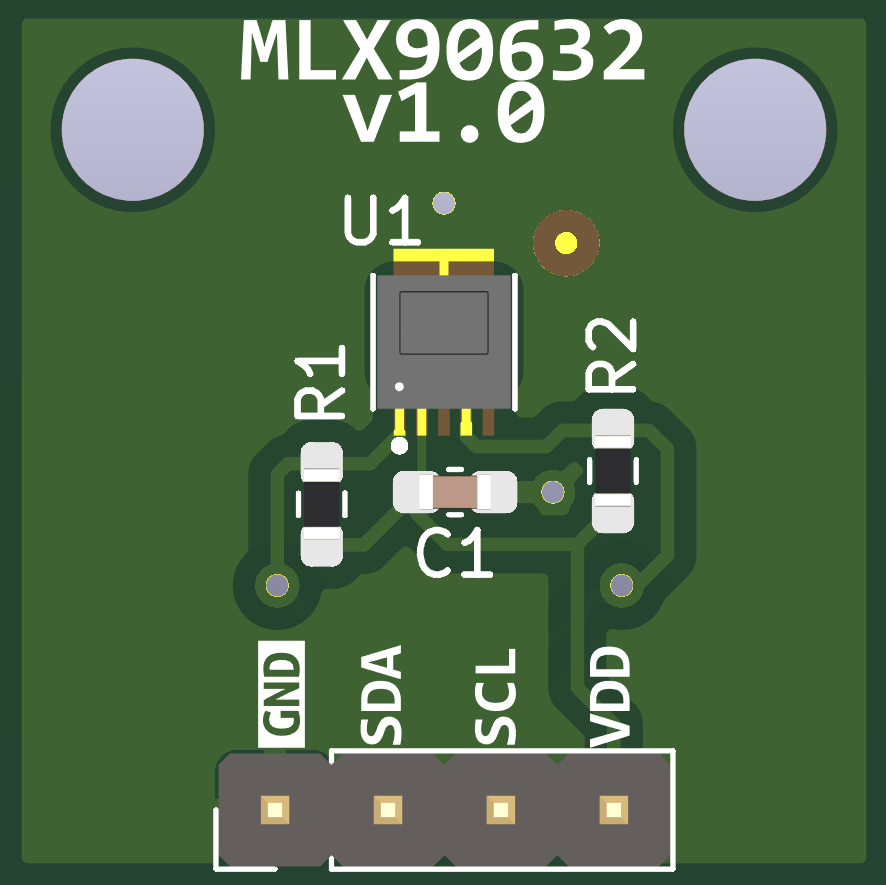 MLX90632
v1.0
U1
R1
R2
C1
GND
SDA
SCL
VDD